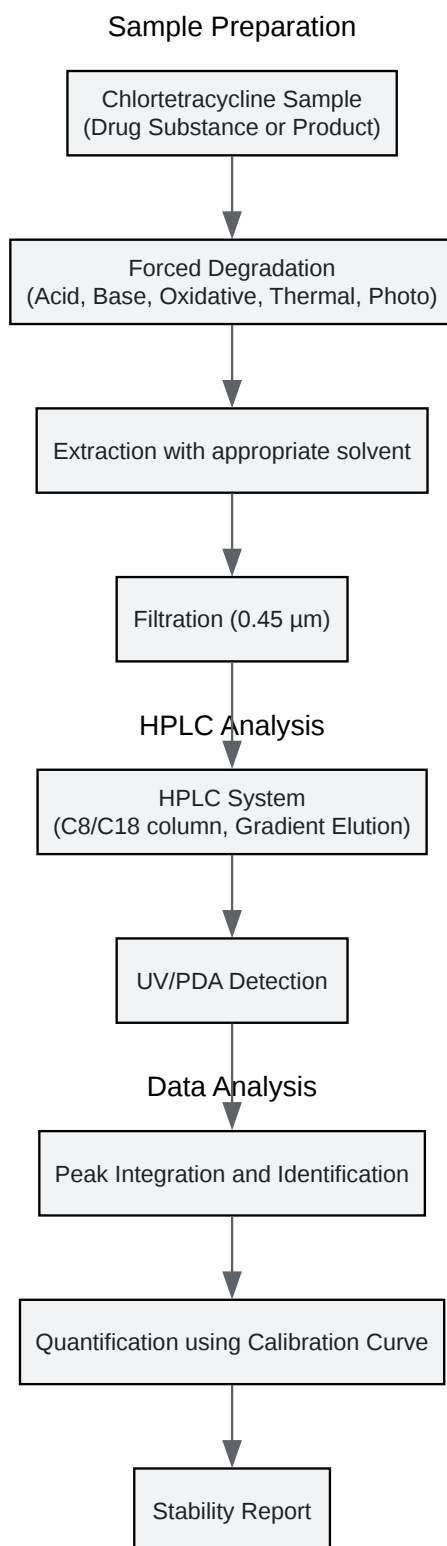 Sample Preparation
Chlortetracycline Sample
(Drug Substance or Product)
Forced Degradation
(Acid, Base, Oxidative, Thermal, Photo)
Extraction with appropriate solvent
Filtration (0.45 µm)
HPLC Analysis
HPLC System
(C8/C18 column, Gradient Elution)
UV/PDA Detection
Data Analysis
Peak Integration and Identification
Quantification using Calibration Curve
Stability Report